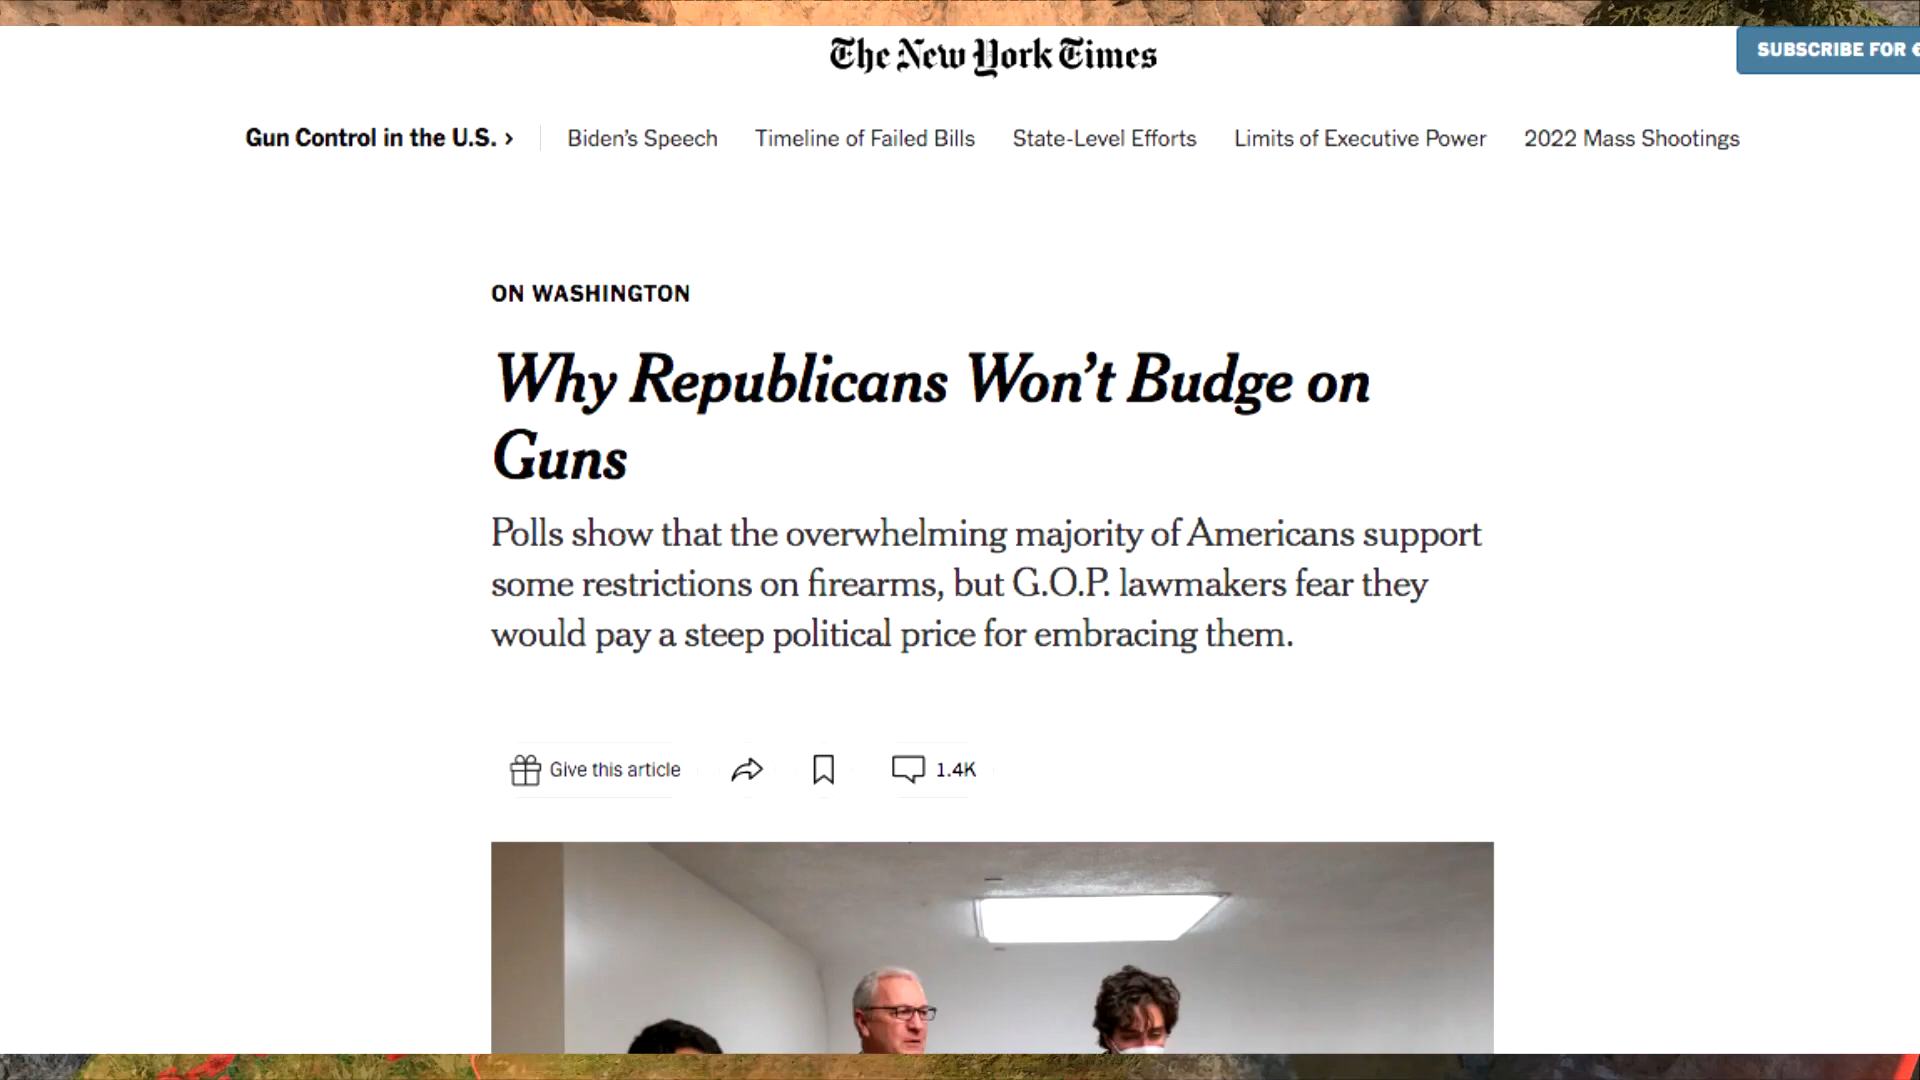 The New York Times
SUBSCRIBE FOR €
Gun Control in the U.S. >
Biden's Speech
Timeline of Failed Bills
State-Level Efforts
Limits of Executive Power
2022 Mass Shootings
ON WASHINGTON
Why Republicans Won't Budge on
Guns
Polls show that the overwhelming majority of Americans support
some restrictions on firearms, but G.O.P. lawmakers fear they
would pay a steep political price for embracing them.
Give this article
1.4K